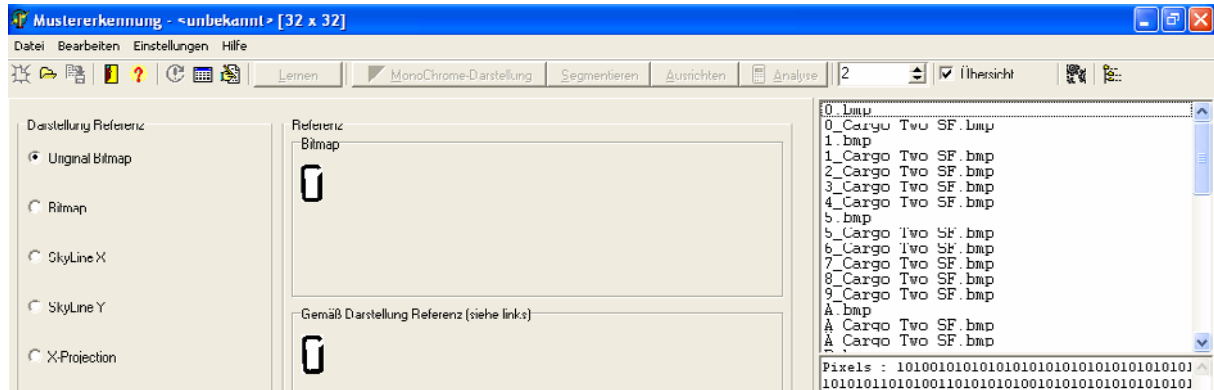 Mustererkennung - <unbekannt> [32 x 32]
Datei Bearbeiten Einstellungen Hilfe
Lernen MonoChrome-Darstellung Segmentieren Ausrichten Analyse 2 Übersicht
Darstellung Referenz
Original Bitmap
Bitmap
SkyLine X
SkyLine Y
X-Projection
Referenz
Bitmap
0
Gemäß Darstellung Referenz (siehe links)
0
0.bmp
0_Cargo Two SF.bmp
1.bmp
1_Cargo Two SF.bmp
2_Cargo Two SF.bmp
3_Cargo Two SF.bmp
4_Cargo Two SF.bmp
5.bmp
5_Cargo Two SF.bmp
6_Cargo Two SF.bmp
7_Cargo Two SF.bmp
8_Cargo Two SF.bmp
9_Cargo Two SF.bmp
A.bmp
A Cargo Two SF.bmp
A Cargo Two SF.bmp
Pixels :